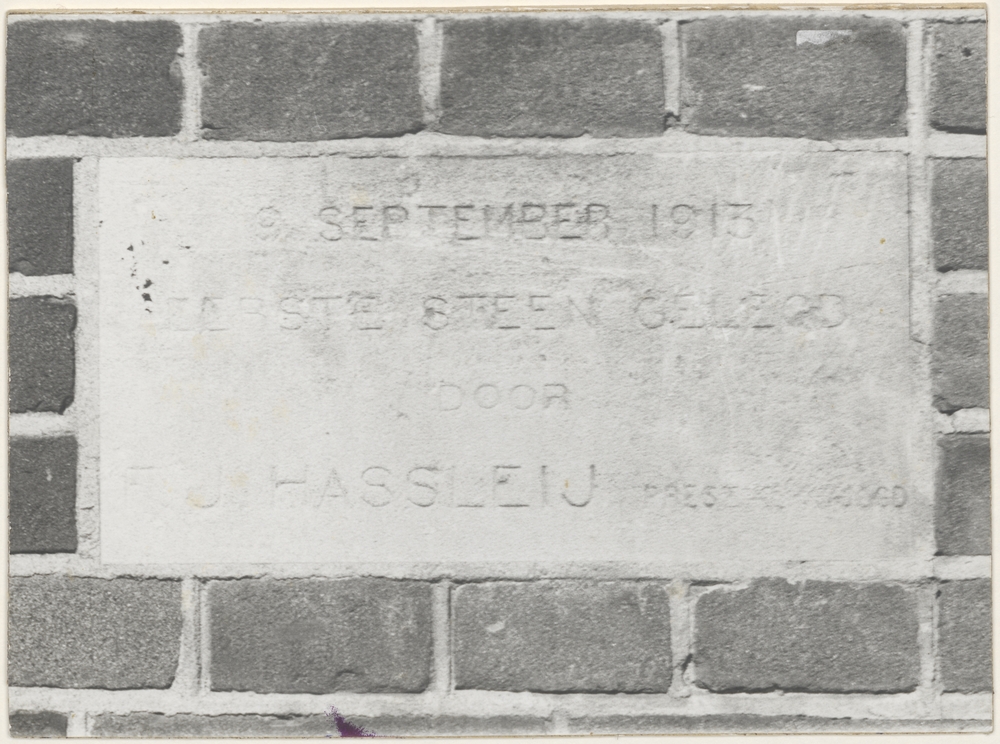 9 SEPTEMBER 1913
EERSTE STEEN GELEGD
DOOR
F. J. HASSLEIJ